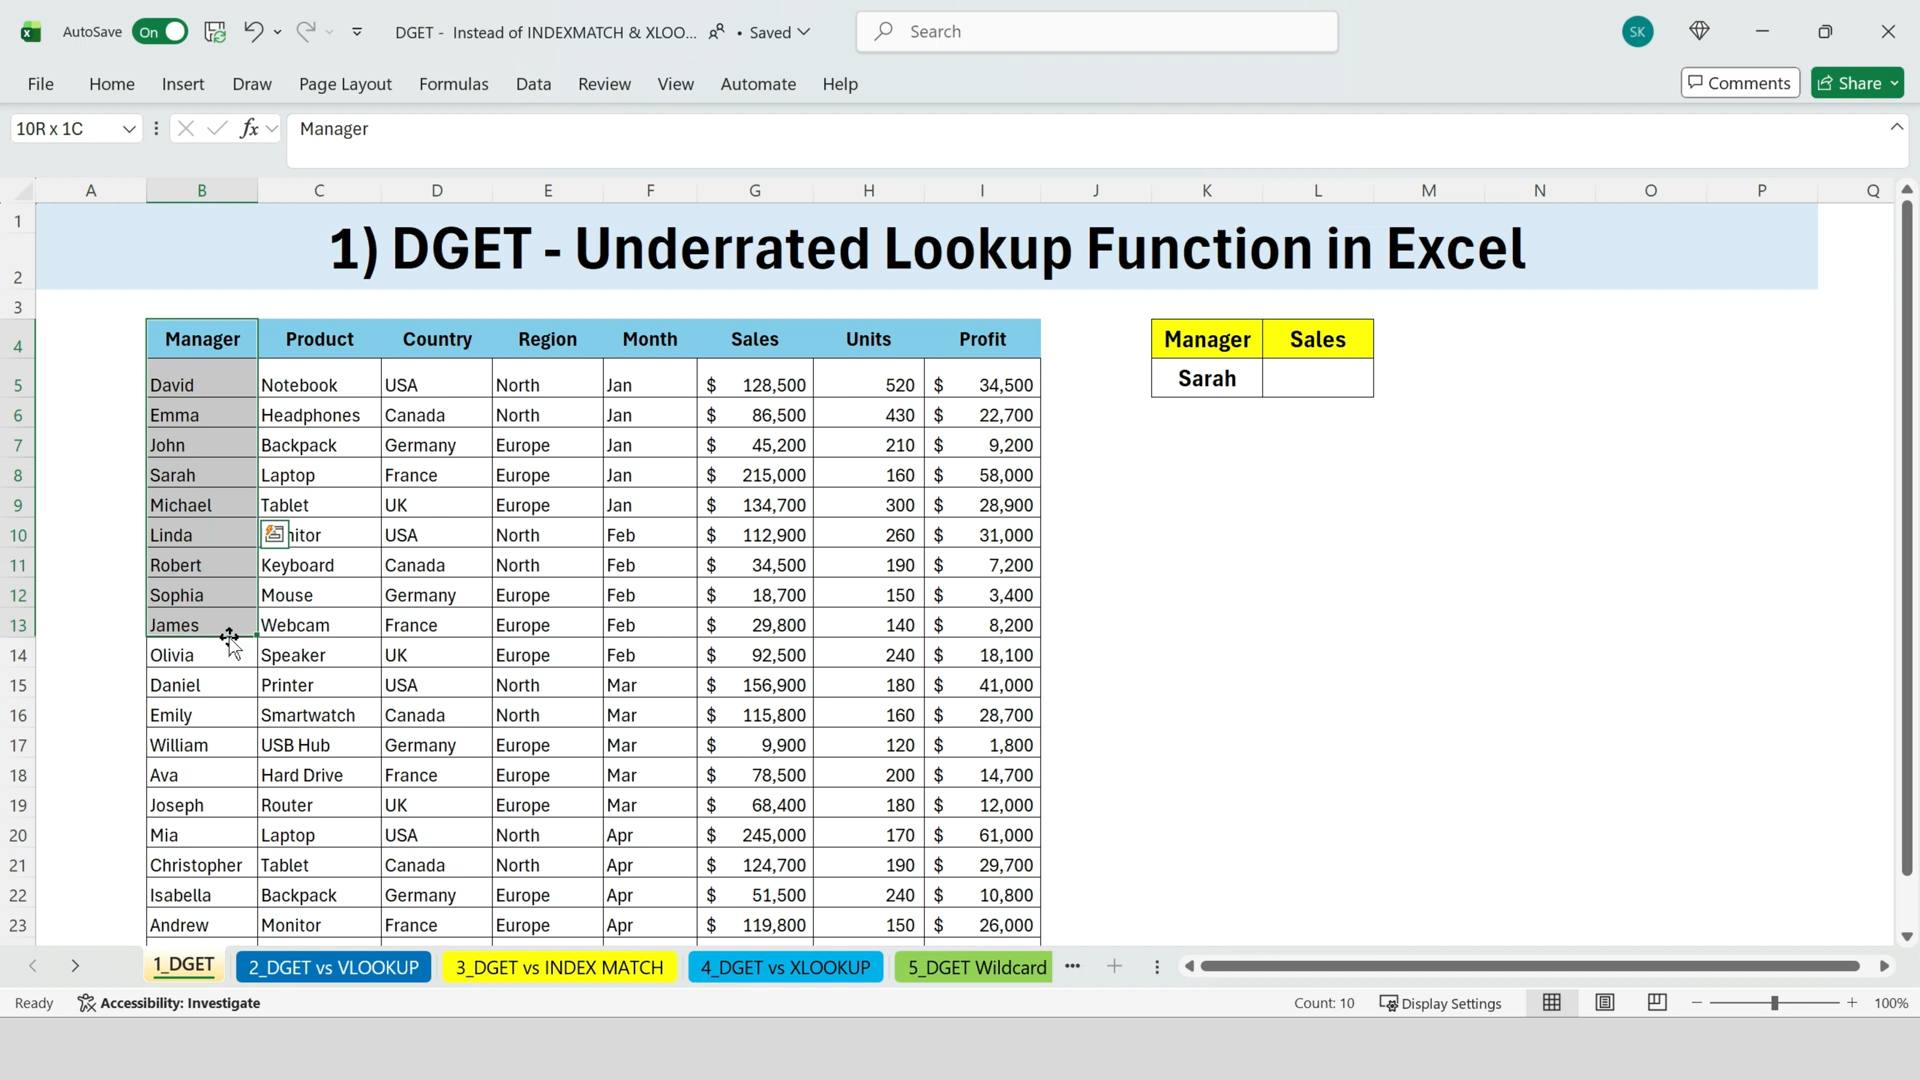 AutoSave On DGET - Instead of INDEXMATCH & XLOO... • Saved Search SK
File Home Insert Draw Page Layout Formulas Data Review View Automate Help Comments Share
10R x 1C fx Manager
A B C D E F G H I J K L M N O P Q
1 1) DGET - Underrated Lookup Function in Excel
2
3
4 Manager Product Country Region Month Sales Units Profit Manager Sales
5 David Notebook USA North Jan $ 128,500 520 $ 34,500 Sarah
6 Emma Headphones Canada North Jan $ 86,500 430 $ 22,700
7 John Backpack Germany Europe Jan $ 45,200 210 $ 9,200
8 Sarah Laptop France Europe Jan $ 215,000 160 $ 58,000
9 Michael Tablet UK Europe Jan $ 134,700 300 $ 28,900
10 Linda nitor USA North Feb $ 112,900 260 $ 31,000
11 Robert Keyboard Canada North Feb $ 34,500 190 $ 7,200
12 Sophia Mouse Germany Europe Feb $ 18,700 150 $ 3,400
13 James Webcam France Europe Feb $ 29,800 140 $ 8,200
14 Olivia Speaker UK Europe Feb $ 92,500 240 $ 18,100
15 Daniel Printer USA North Mar $ 156,900 180 $ 41,000
16 Emily Smartwatch Canada North Mar $ 115,800 160 $ 28,700
17 William USB Hub Germany Europe Mar $ 9,900 120 $ 1,800
18 Ava Hard Drive France Europe Mar $ 78,500 200 $ 14,700
19 Joseph Router UK Europe Mar $ 68,400 180 $ 12,000
20 Mia Laptop USA North Apr $ 245,000 170 $ 61,000
21 Christopher Tablet Canada North Apr $ 124,700 190 $ 29,700
22 Isabella Backpack Germany Europe Apr $ 51,500 240 $ 10,800
23 Andrew Monitor France Europe Apr $ 119,800 150 $ 26,000
1_DGET 2_DGET vs VLOOKUP 3_DGET vs INDEX MATCH 4_DGET vs XLOOKUP 5_DGET Wildcard ...
Ready Accessibility: Investigate Count: 10 Display Settings 100%